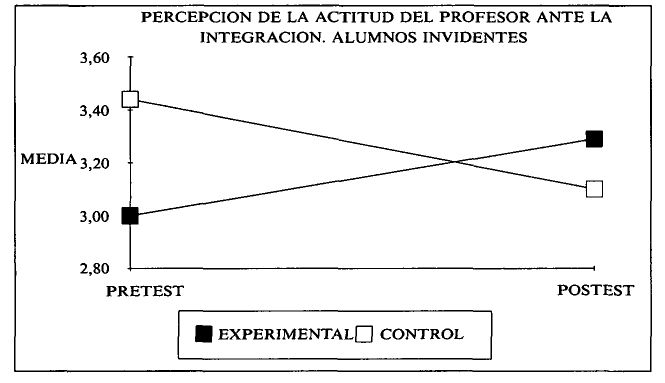 PERCEPCION DE LA ACTITUD DEL PROFESOR ANTE LA
INTEGRACION. ALUMNOS INVIDENTES
3,60
3,40
MEDIA
3,20
3,00
2,80
PRETEST
POSTEST
EXPERIMENTAL
CONTROL